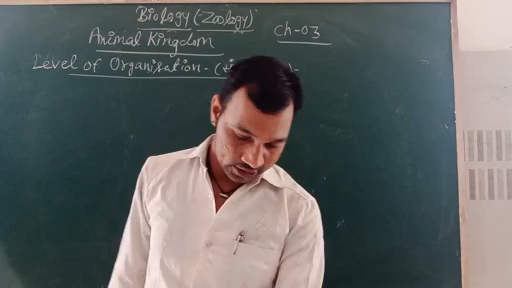 Biology (Zoology)
Ch-03
Animal Kingdom
Level of Organisation - (